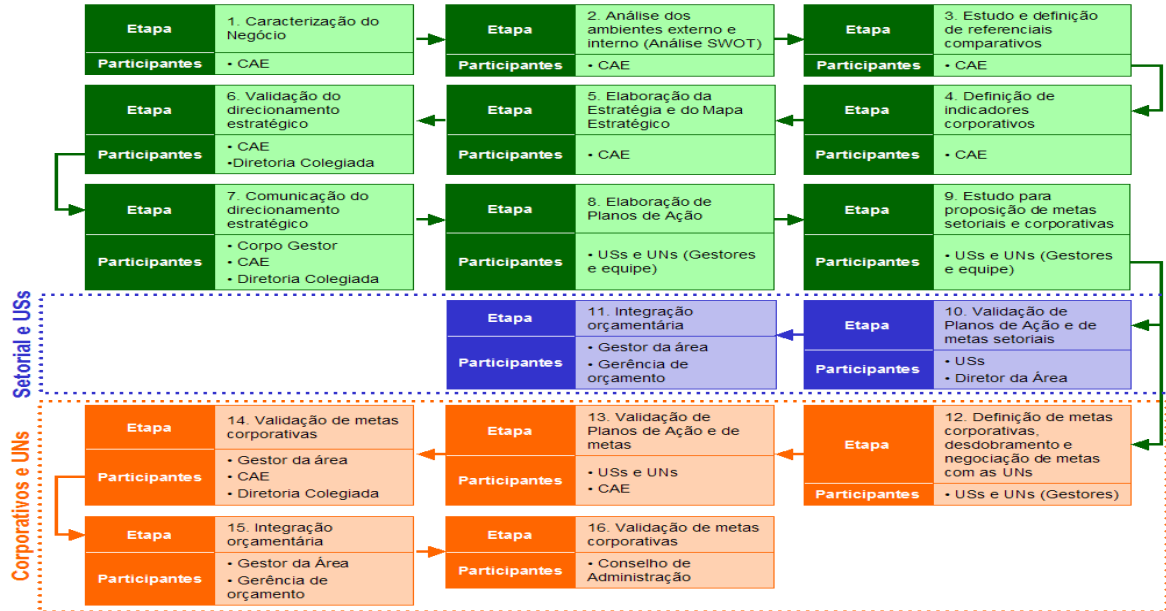 Etapa
1. Caracterização do
Negócio
Participantes
• CAE
Etapa
2. Análise dos
ambientes externo e
interno (Análise SWOT)
Participantes
• CAE
Etapa
3. Estudo e definição
de referenciais
comparativos
Participantes
• CAE
Etapa
6. Validação do
direcionamento
estratégico
Participantes
• CAE
•Diretoria Colegiada
Etapa
5. Elaboração da
Estratégia e do Mapa
Estratégico
Participantes
• CAE
Etapa
4. Definição de
indicadores
corporativos
Participantes
• CAE
Etapa
7. Comunicação do
direcionamento
estratégico
Participantes
• Corpo Gestor
• CAE
• Diretoria Colegiada
Etapa
8. Elaboração de
Planos de Ação
Participantes
• USs e UNs (Gestores
e equipe)
Etapa
9. Estudo para
proposição de metas
setoriais e corporativas
Participantes
• USs e UNs (Gestores
e equipe)
Setorial e USs
Etapa
11. Integração
orçamentária
Participantes
• Gestor da área
• Gerência de
orçamento
Etapa
10. Validação de
Planos de Ação e de
metas setoriais
Participantes
• USs
• Diretor da Área
Corporativos e UNs
Etapa
14. Validação de metas
corporativas
Participantes
• Gestor da área
• CAE
• Diretoria Colegiada
Etapa
13. Validação de
Planos de Ação e de
metas
Participantes
• USs e UNs
• CAE
Etapa
12. Definição de metas
corporativas,
desdobramento e
negociação de metas
com as UNs
Participantes
• USs e UNs (Gestores)
Etapa
15. Integração
orçamentária
Participantes
• Gestor da Área
• Gerência de
orçamento
Etapa
16. Validação de metas
corporativas
Participantes
• Conselho de
Administração